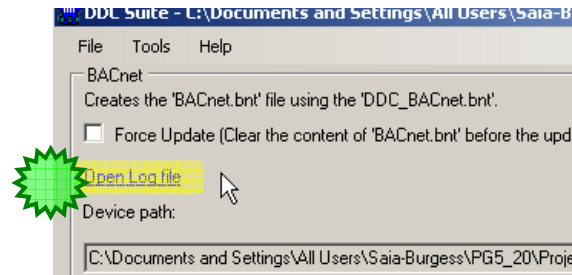 DDC Suite - C:\Documents and Settings\All Users\Saia-B
File Tools Help
BACnet
Creates the 'BACnet.bnt' file using the 'DDC_BACnet.bnt'.
Force Update (Clear the content of 'BACnet.bnt' before the upd
Open Log file
Device path:
C:\Documents and Settings\All Users\Saia-Burgess\PG5_20\Proje